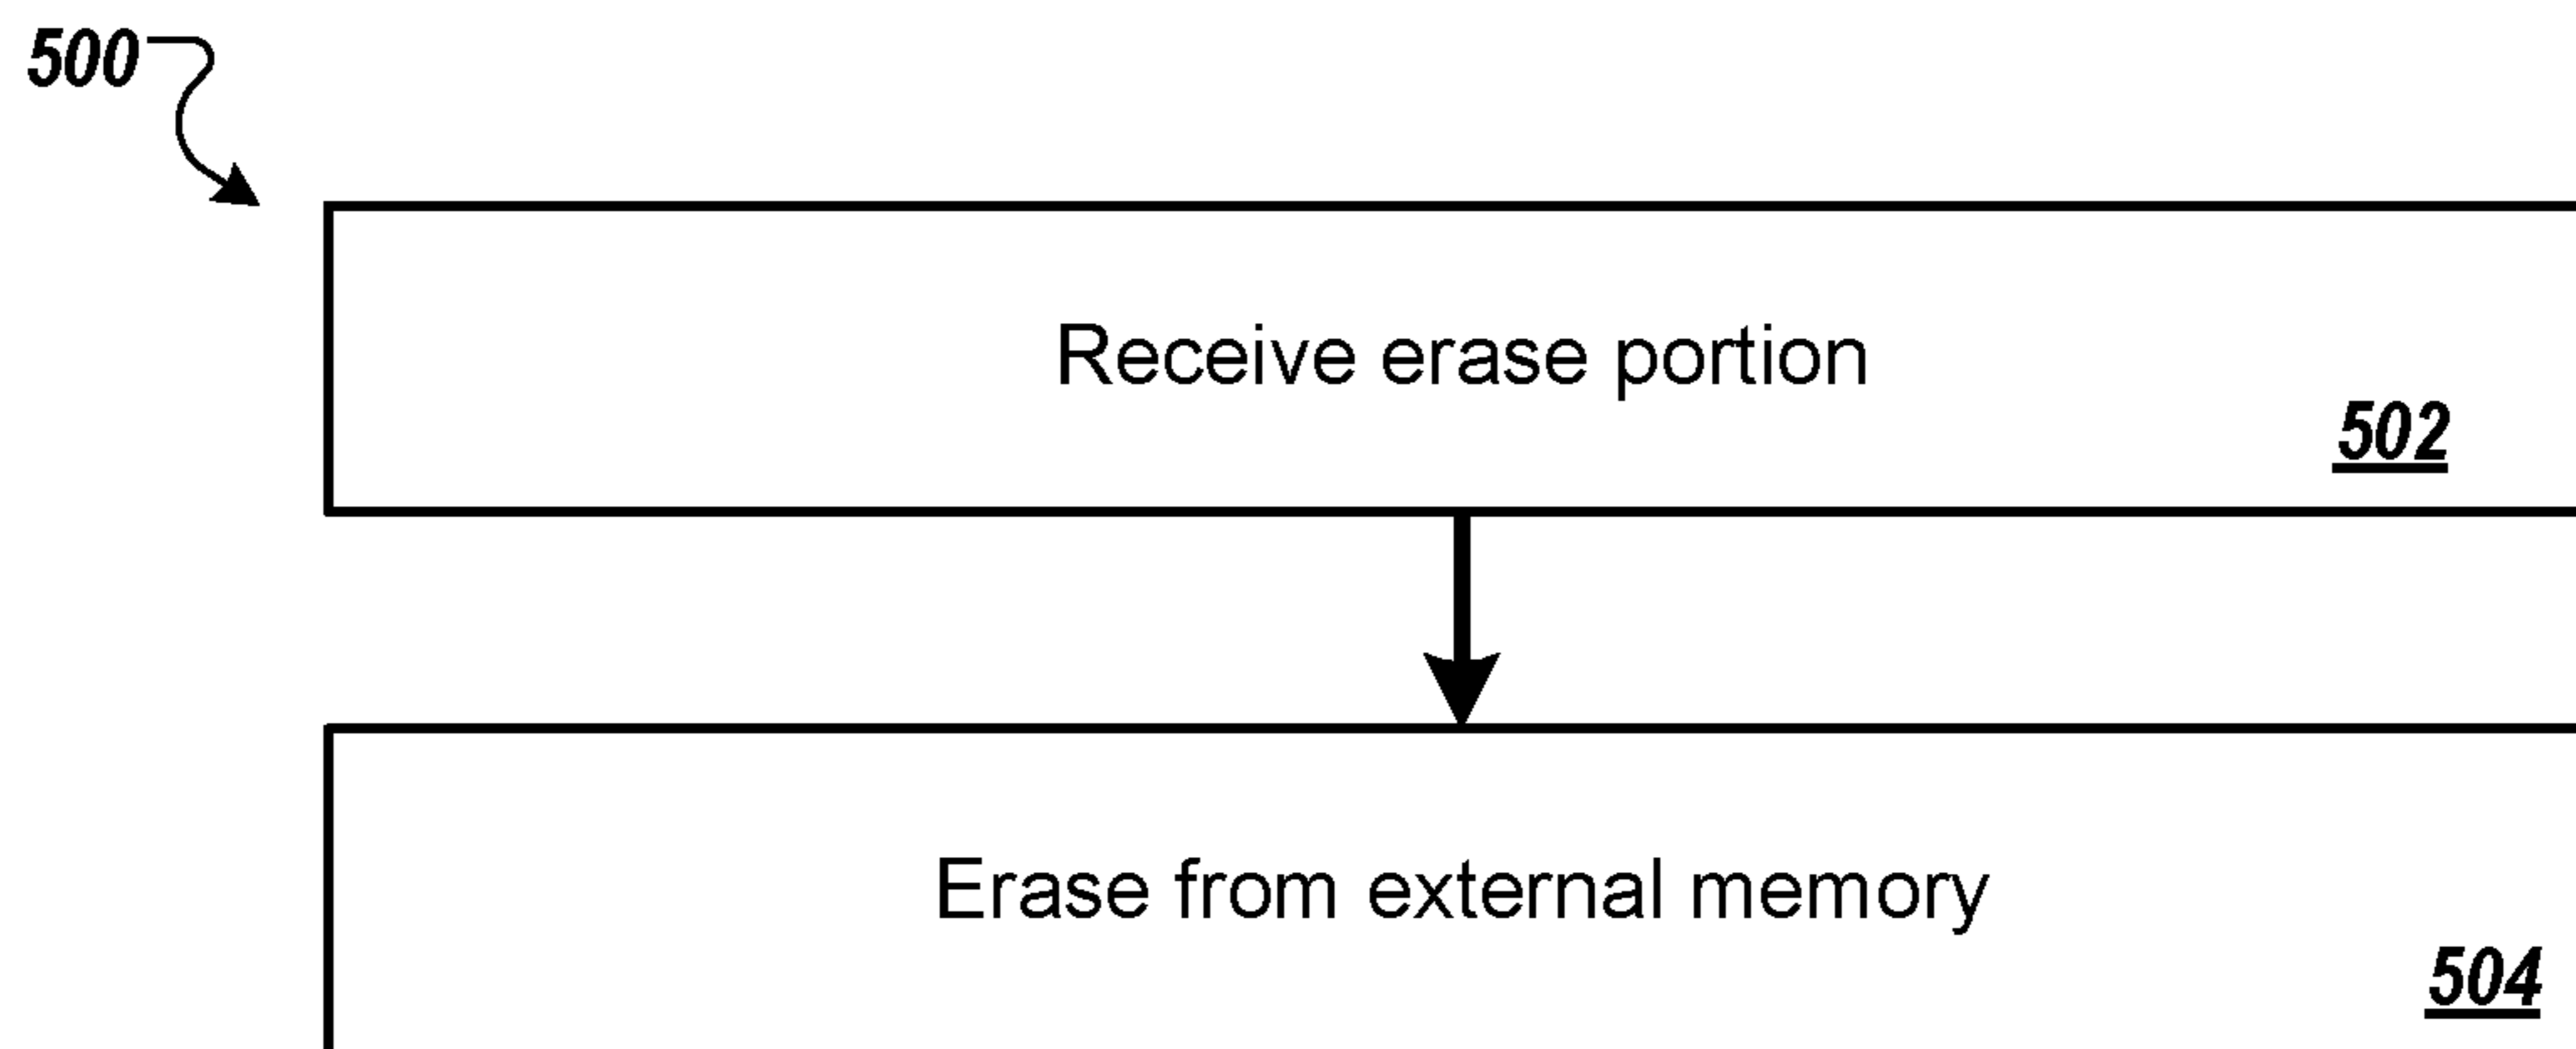 500
Receive erase portion
502
Erase from external memory
504